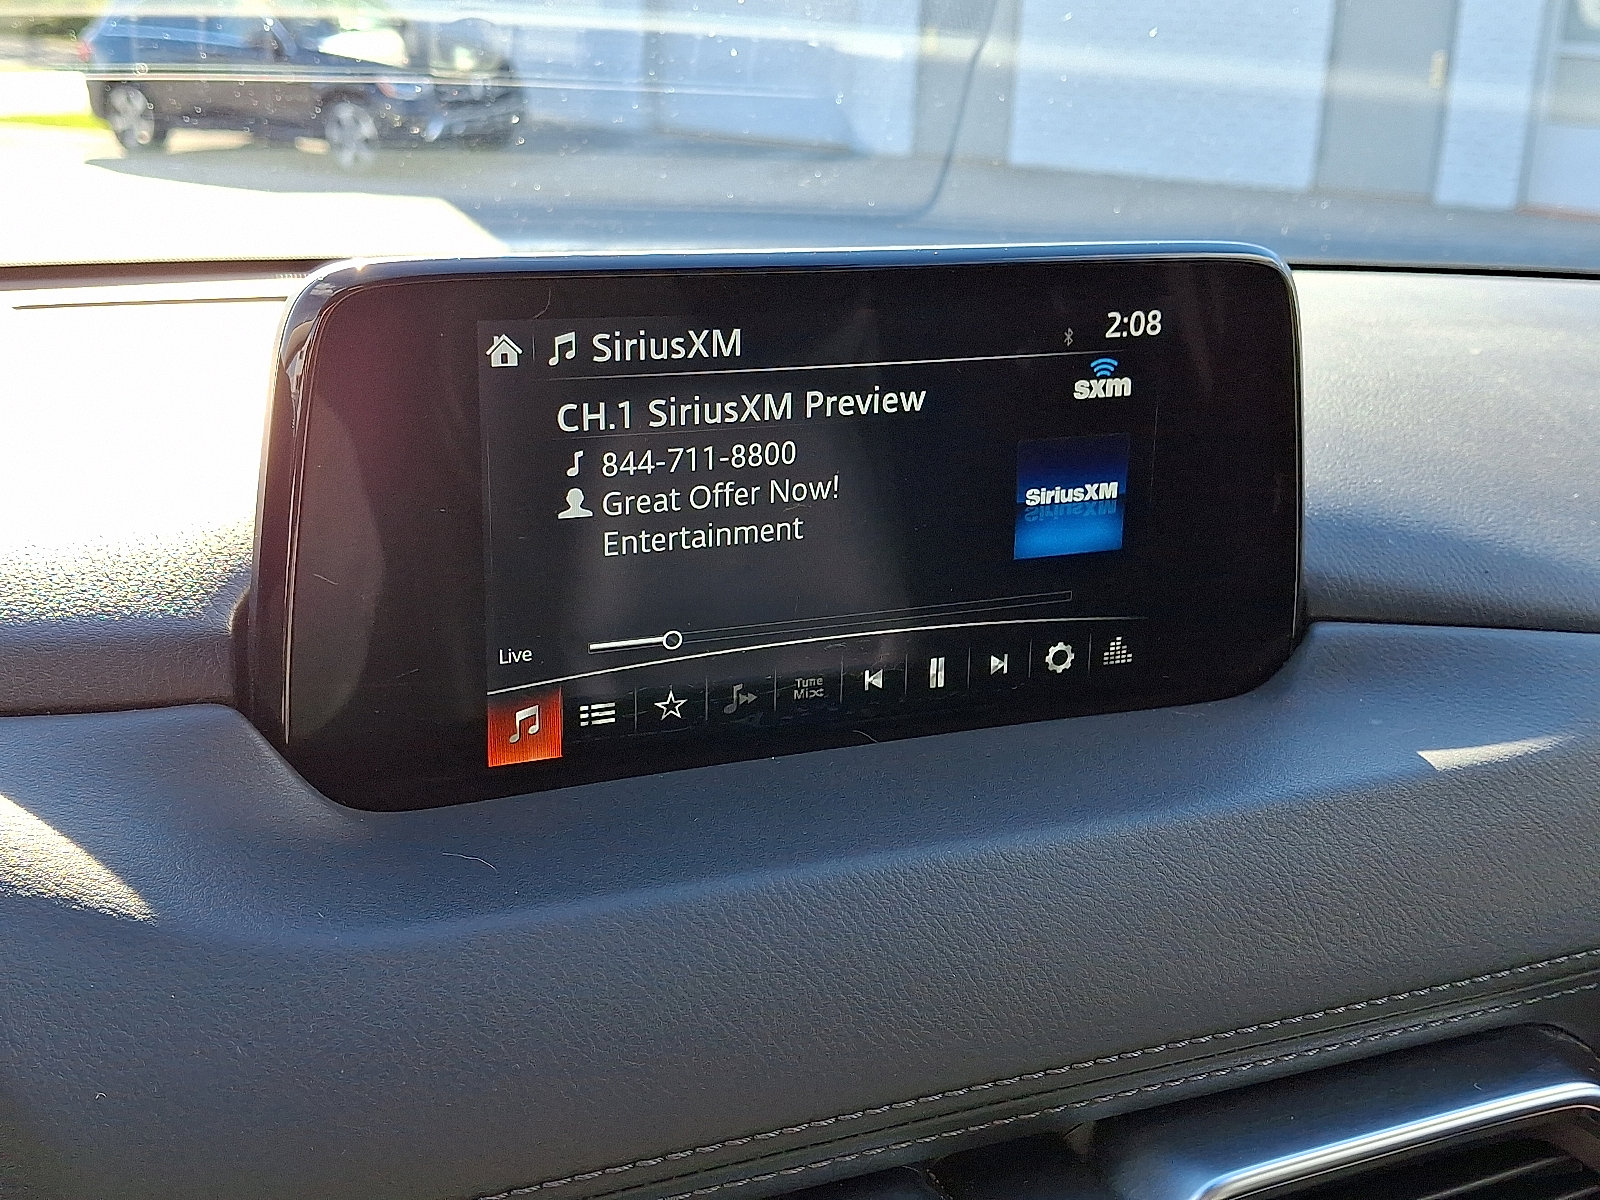 SiriusXM
2:08
sxm
CH.1 SiriusXM Preview
844-711-8800
Great Offer Now!
Entertainment
SiriusXM
Live
Tune
Mix